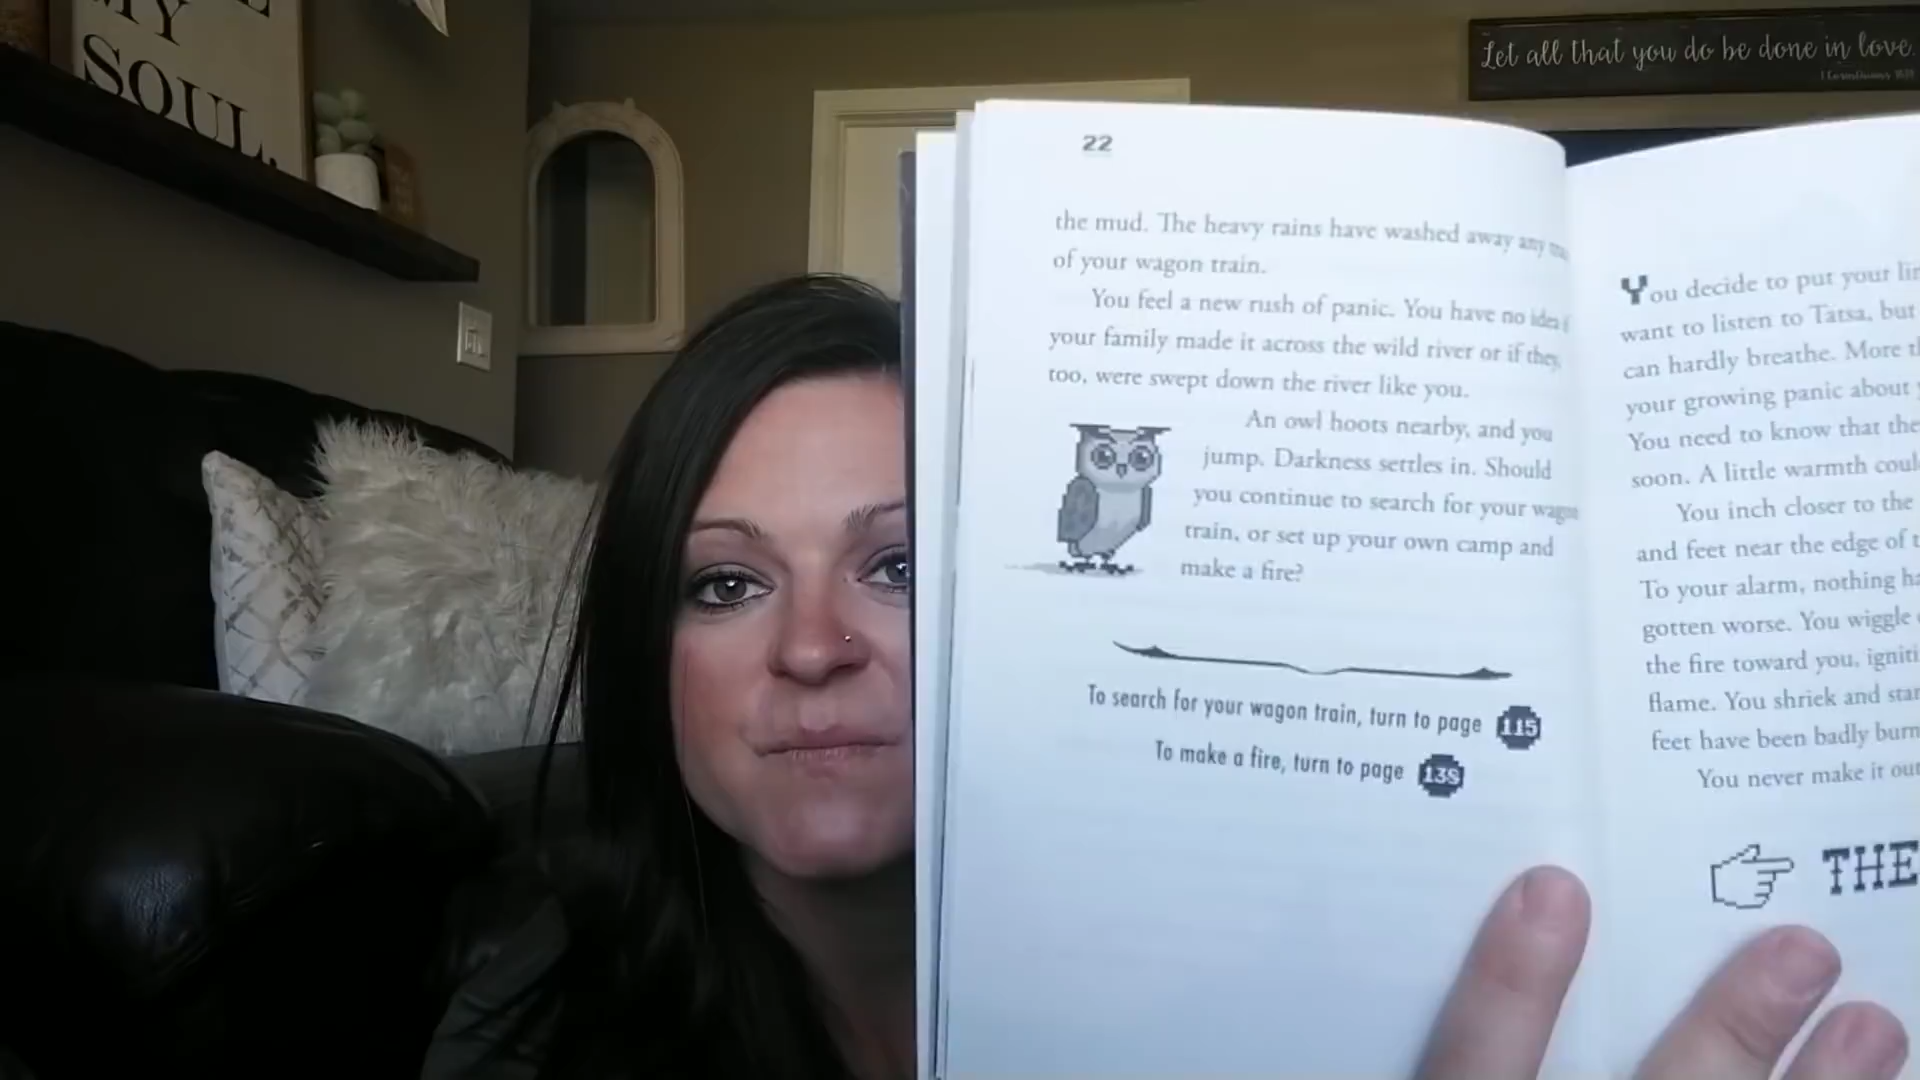 MY
SOUL.
Let all that you do be done in love.
22
the mud. The heavy rains have washed away any
of your wagon train.
You feel a new rush of panic. You have no idea if
your family made it across the wild river or if they,
too, were swept down the river like you.
An owl hoots nearby, and you
jump. Darkness settles in. Should
you continue to search for your wagon
train, or set up your own camp and
make a fire?
To search for your wagon train, turn to page 115
To make a fire, turn to page 138
You decide to put your
want to listen to Tatsa, but
can hardly breathe. More
your growing panic about
You need to know that
soon. A little warmth
You inch closer to the
and feet near the edge of
To your alarm, nothing
gotten worse. You wiggle
the fire toward you,
flame. You shriek and
feet have been badly
You never make it out
THE